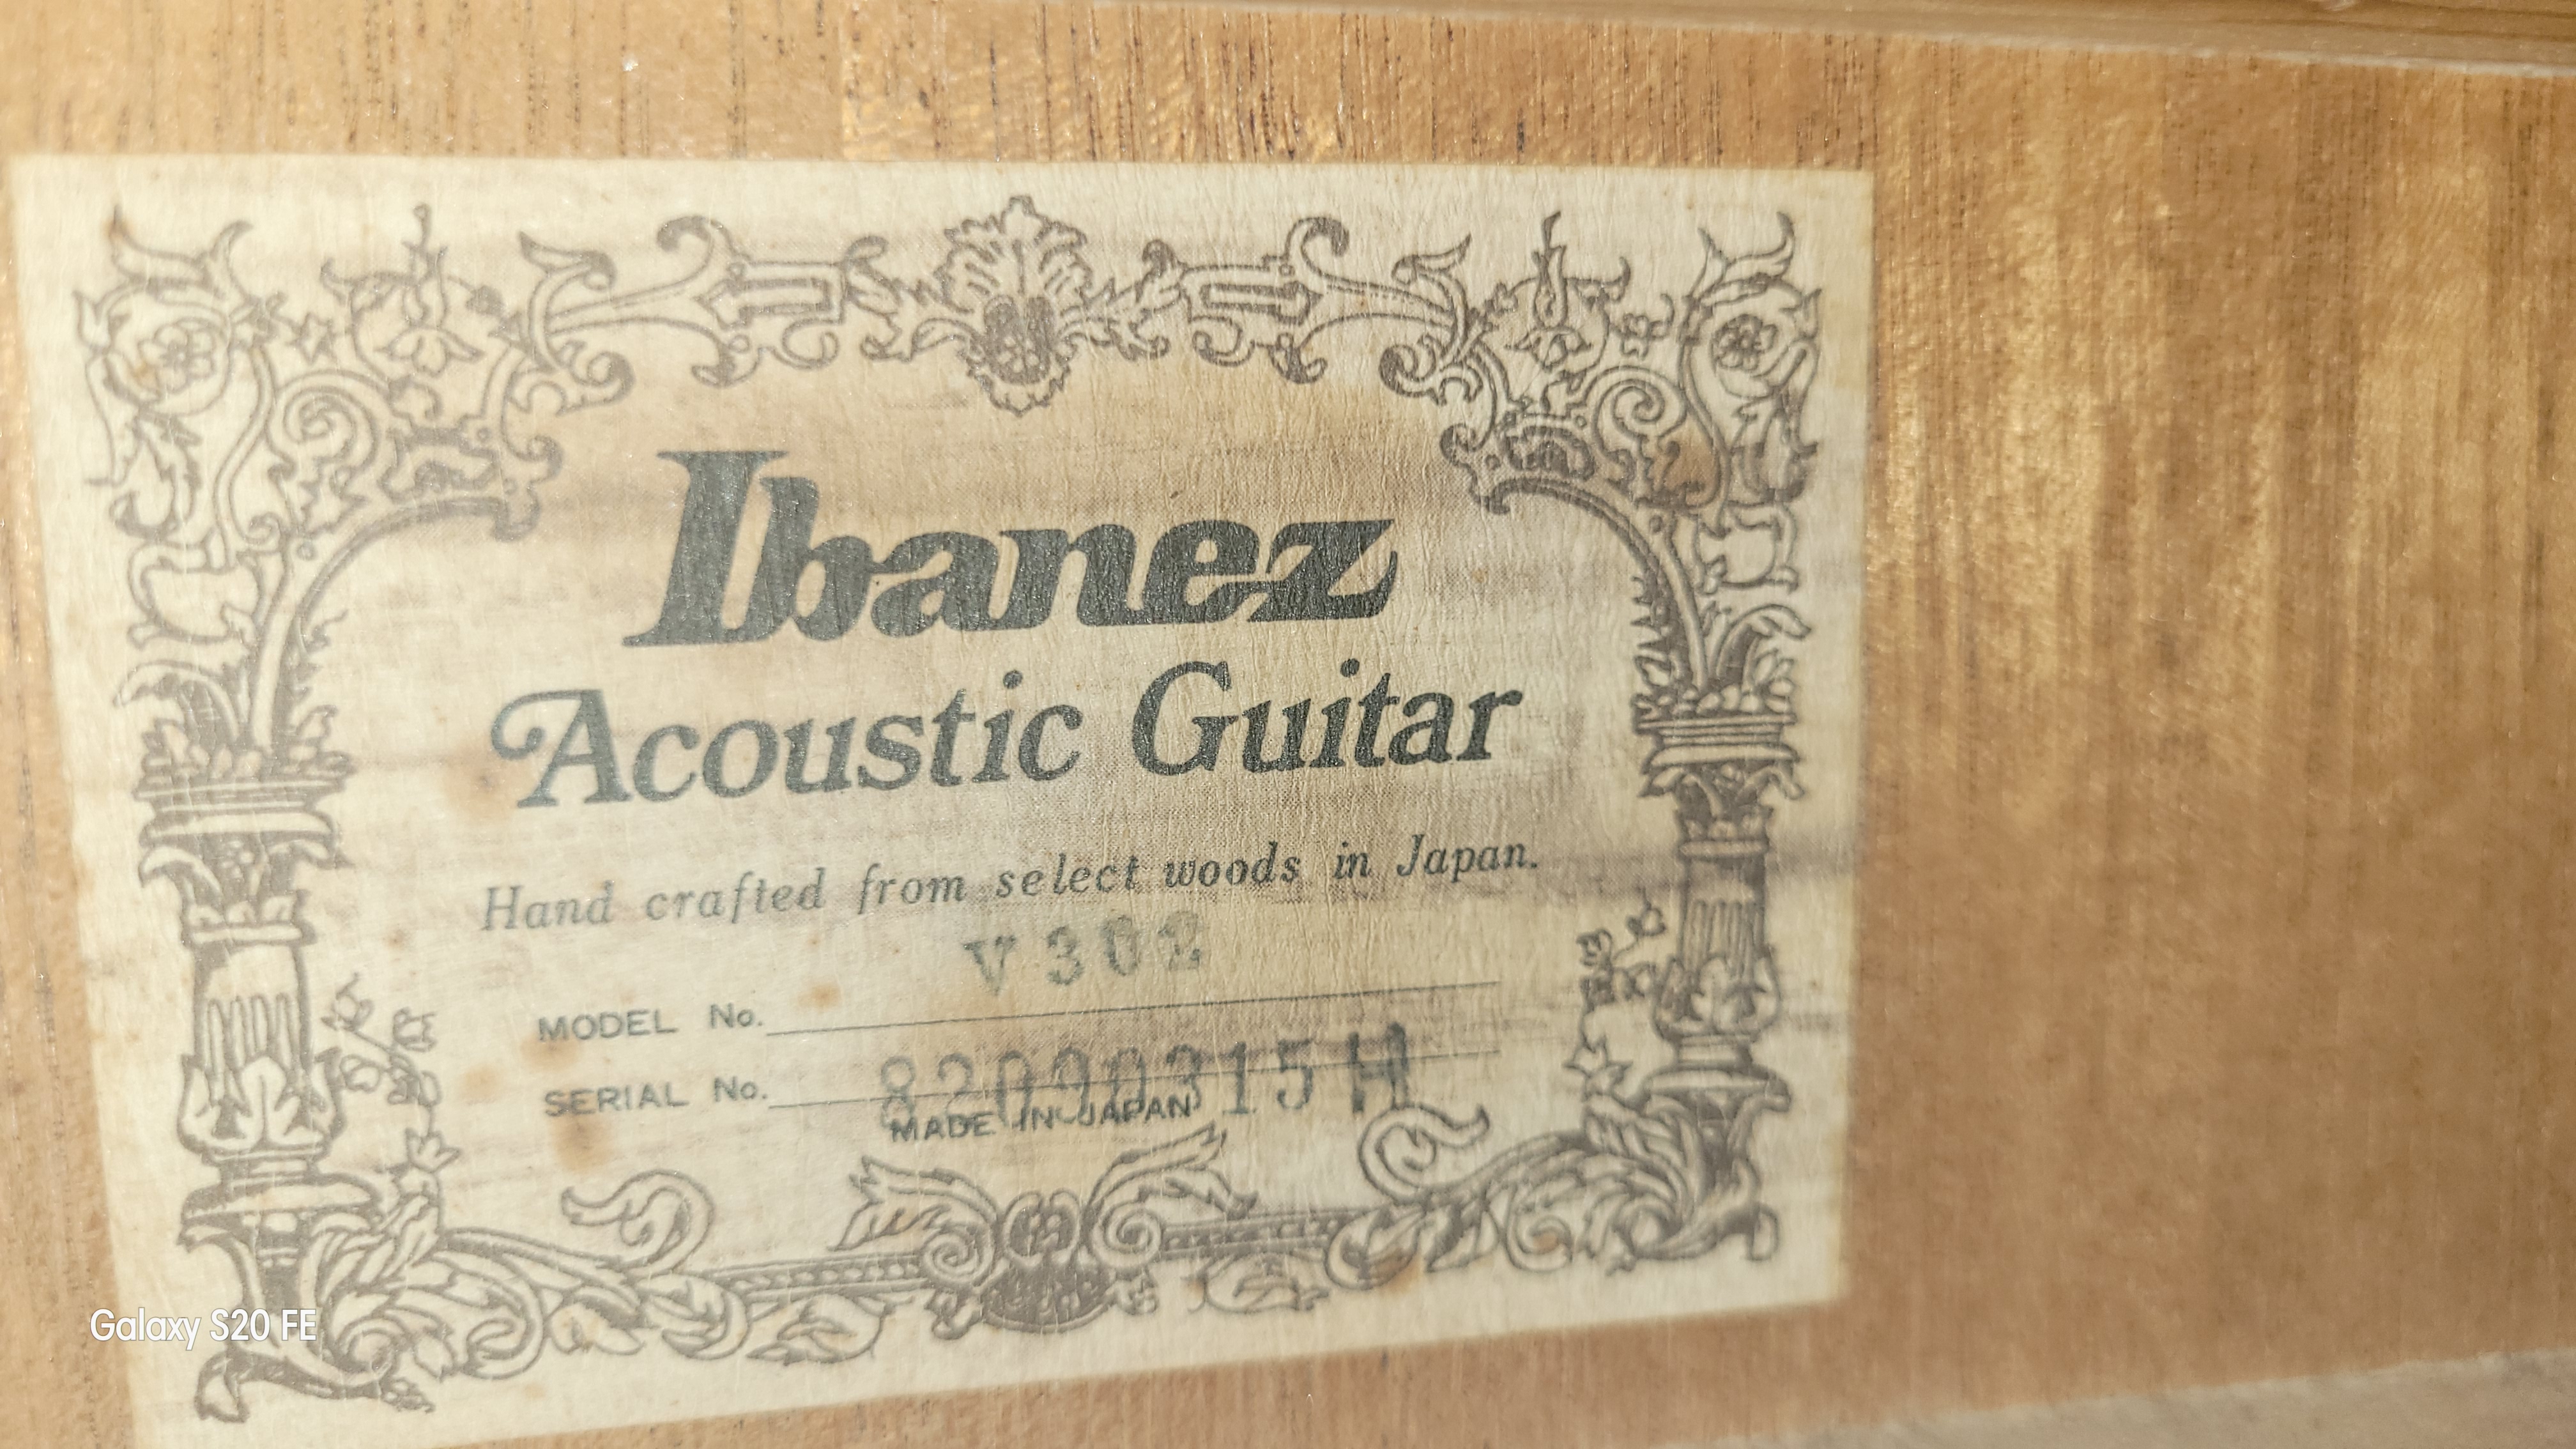 Ibanez
Acoustic Guitar
Hand crafted from select woods in Japan.
MODEL No.
SERIAL No. 82090315H
MADE IN JAPAN
Galaxy S20 FE